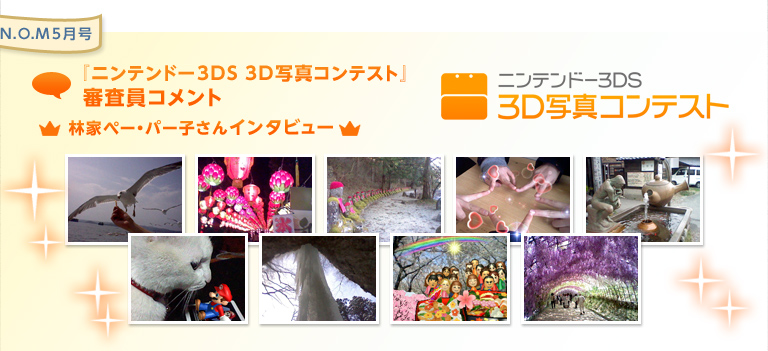 N.O.M5月号
『ニンテンドー3DS 3D写真コンテスト』
審査員コメント
林家ペー・パー子さんインタビュー
ニンテンドー3DS
3D写真コンテスト